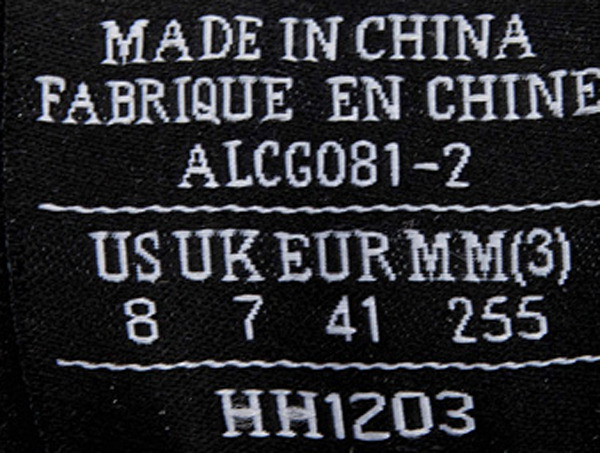 MADE IN CHINA
FABRIQUE EN CHINE
ALCG081-2
US UK EUR MM(3)
8 7 41 255
HH1203